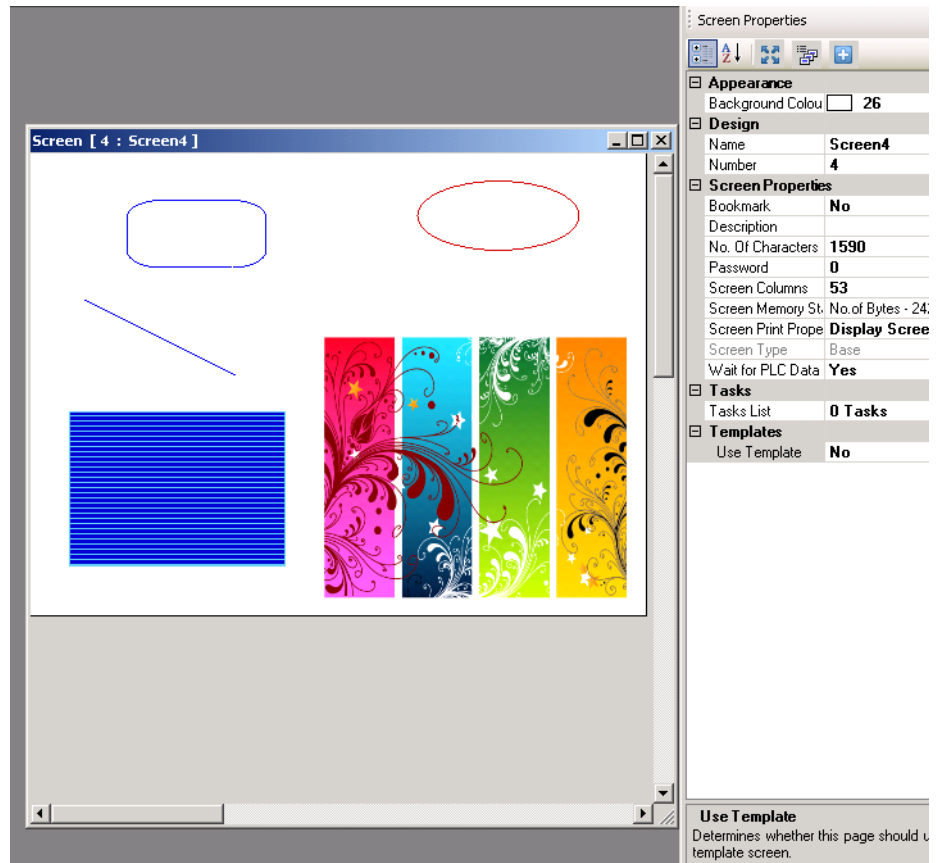 Screen Properties
Appearance
Background Colou 26
Design
Screen [ 4 : Screen4 ]
Name Screen4
Number 4
Screen Properties
Bookmark No
Description
No. Of Characters 1590
Password 0
Screen Columns 53
Screen Memory St No.of Bytes - 242
Screen Print Prope Display Scree
Screen Type Base
Wait for PLC Data Yes
Tasks
Tasks List 0 Tasks
Templates
Use Template No
Use Template
Determines whether this page should u
template screen.